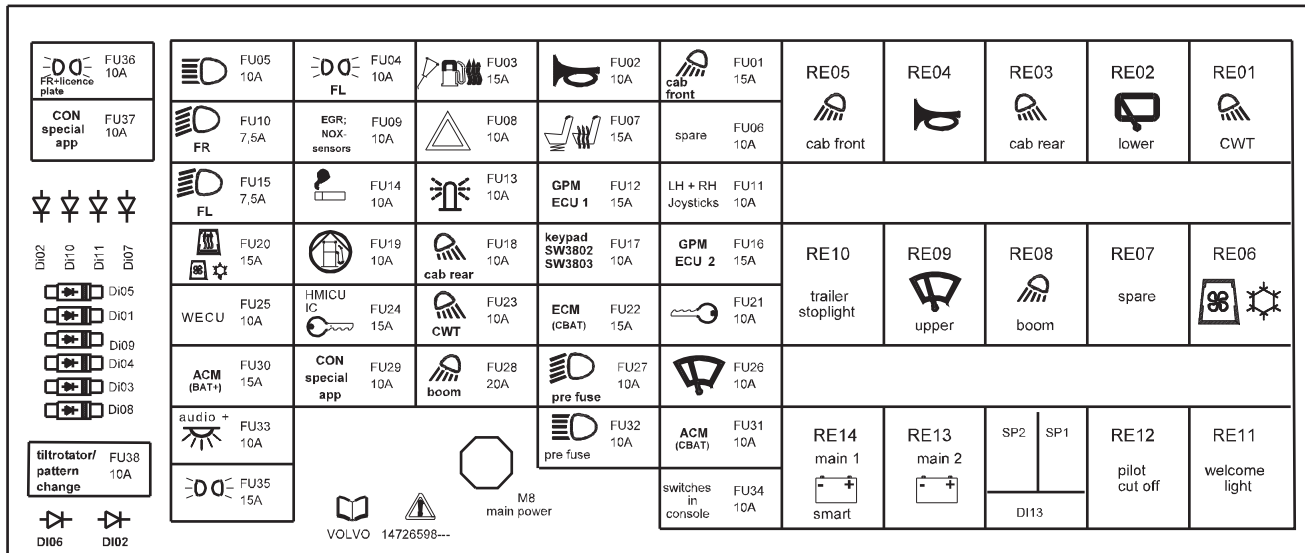 FU36
10A
FR+licence
plate
CON
special
app
FU37
10A
Di02
Di10
Di11
Di07
Di05
Di01
Di09
Di04
Di03
Di08
tiltrotator/
pattern
change
FU38
10A
DI06
DI02
FU05
10A
FL
FU04
10A
FU03
15A
FU02
10A
cab
front
FU01
15A
FR
FU10
7,5A
EGR;
NOX-
sensors
FU09
10A
FU08
10A
FU07
15A
spare
FU06
10A
FL
FU15
7,5A
FU14
10A
FU13
10A
GPM
ECU 1
FU12
15A
LH + RH
Joysticks
FU11
10A
FU20
15A
FU19
10A
cab rear
FU18
10A
keypad
SW3802
SW3803
FU17
10A
GPM
ECU 2
FU16
15A
WECU
FU25
10A
HMICU
IC
FU24
15A
CWT
FU23
10A
ECM
(CBAT)
FU22
15A
FU21
10A
ACM
(BAT+)
FU30
15A
CON
special
app
FU29
10A
boom
FU28
20A
pre fuse
FU27
10A
FU26
10A
audio +
FU33
10A
pre fuse
FU32
10A
ACM
(CBAT)
FU31
10A
FU35
15A
VOLVO 14726598---
M8
main power
switches
in
console
FU34
10A
RE05
cab front
RE04
RE03
cab rear
RE02
lower
RE01
CWT
RE10
trailer
stoplight
RE09
upper
RE08
boom
RE07
spare
RE06
RE14
main 1
- +
smart
RE13
main 2
- +
SP2
SP1
DI13
RE12
pilot
cut off
RE11
welcome
light